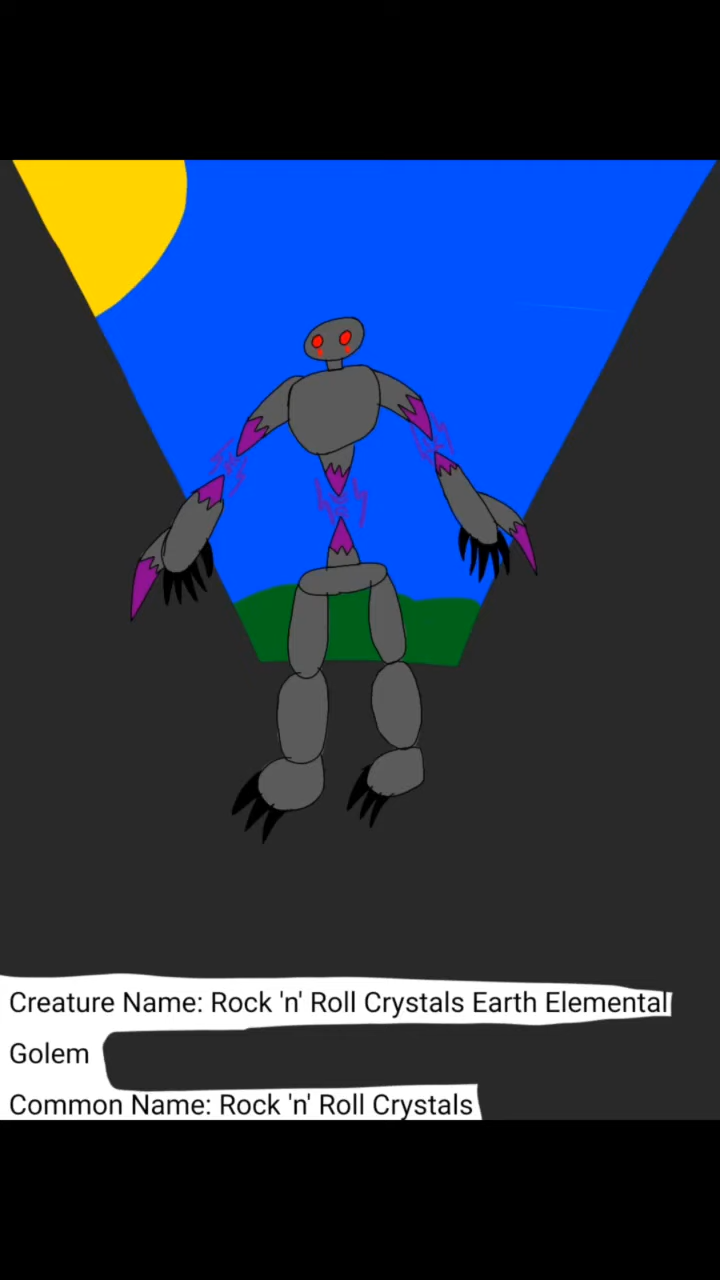 Creature Name: Rock 'n' Roll Crystals Earth Elemental
Golem
Common Name: Rock 'n' Roll Crystals